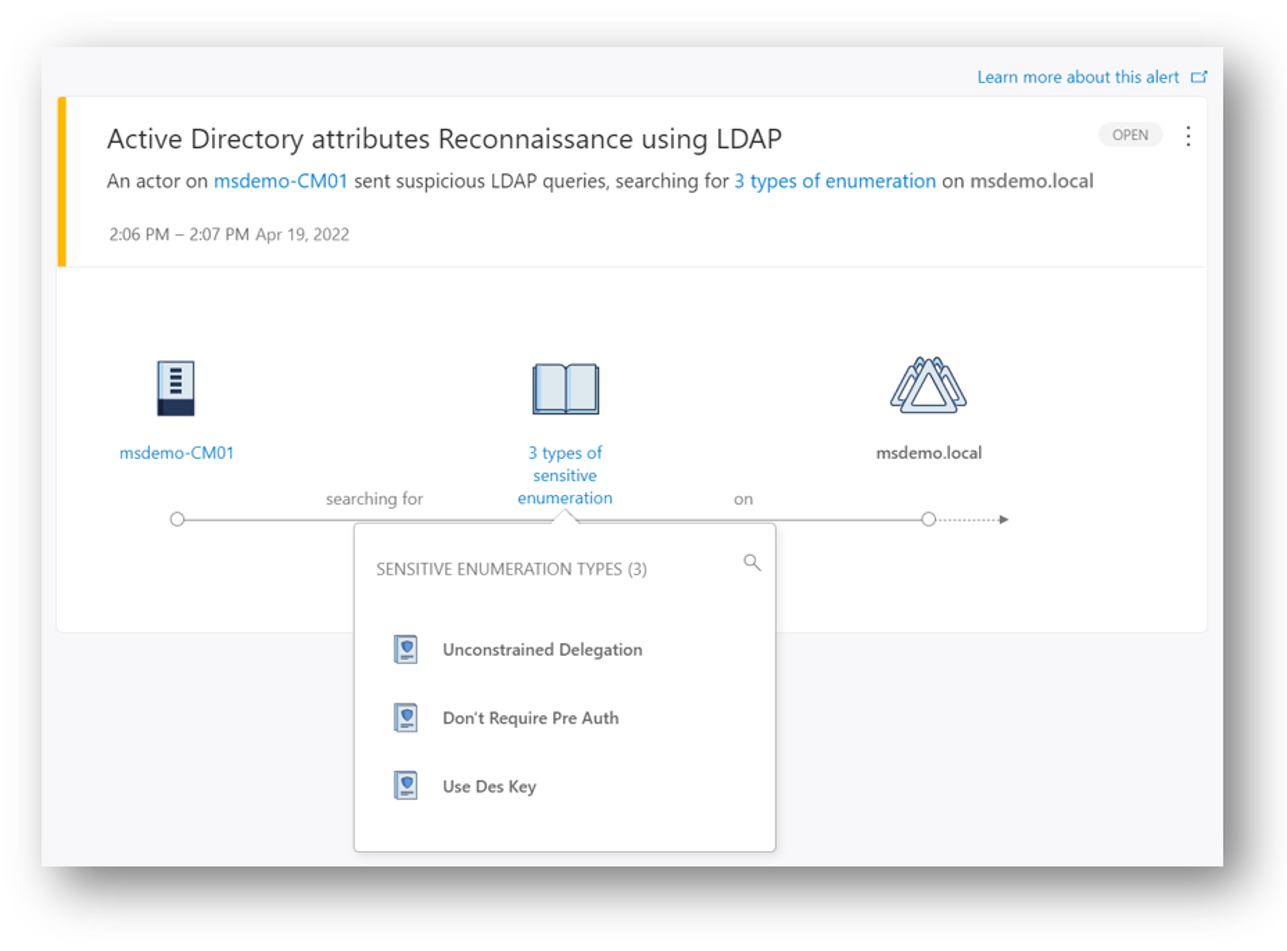 Learn more about this alert
Active Directory attributes Reconnaissance using LDAP
OPEN
An actor on msdemo-CM01 sent suspicious LDAP queries, searching for 3 types of enumeration on msdemo.local
2:06 PM – 2:07 PM Apr 19, 2022
msdemo-CM01
3 types of
sensitive
enumeration
msdemo.local
searching for
on
SENSITIVE ENUMERATION TYPES (3)
Unconstrained Delegation
Don't Require Pre Auth
Use Des Key